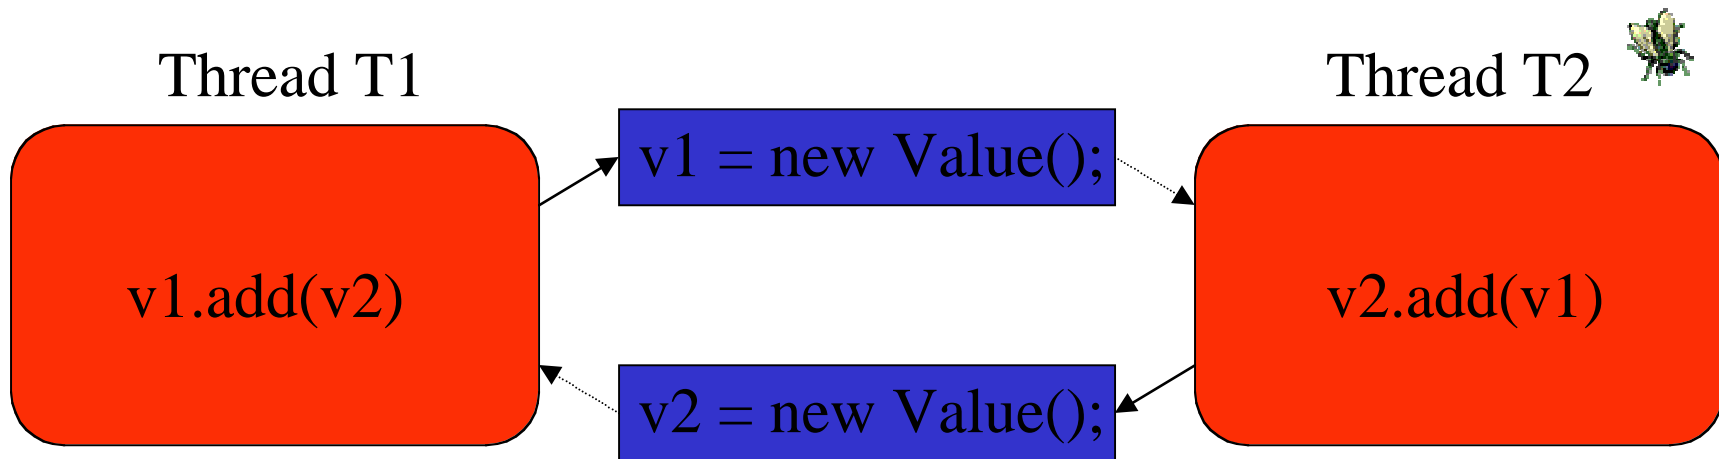 Thread T1
Thread T2
v1 = new Value();
v1.add(v2)
v2.add(v1)
v2 = new Value();